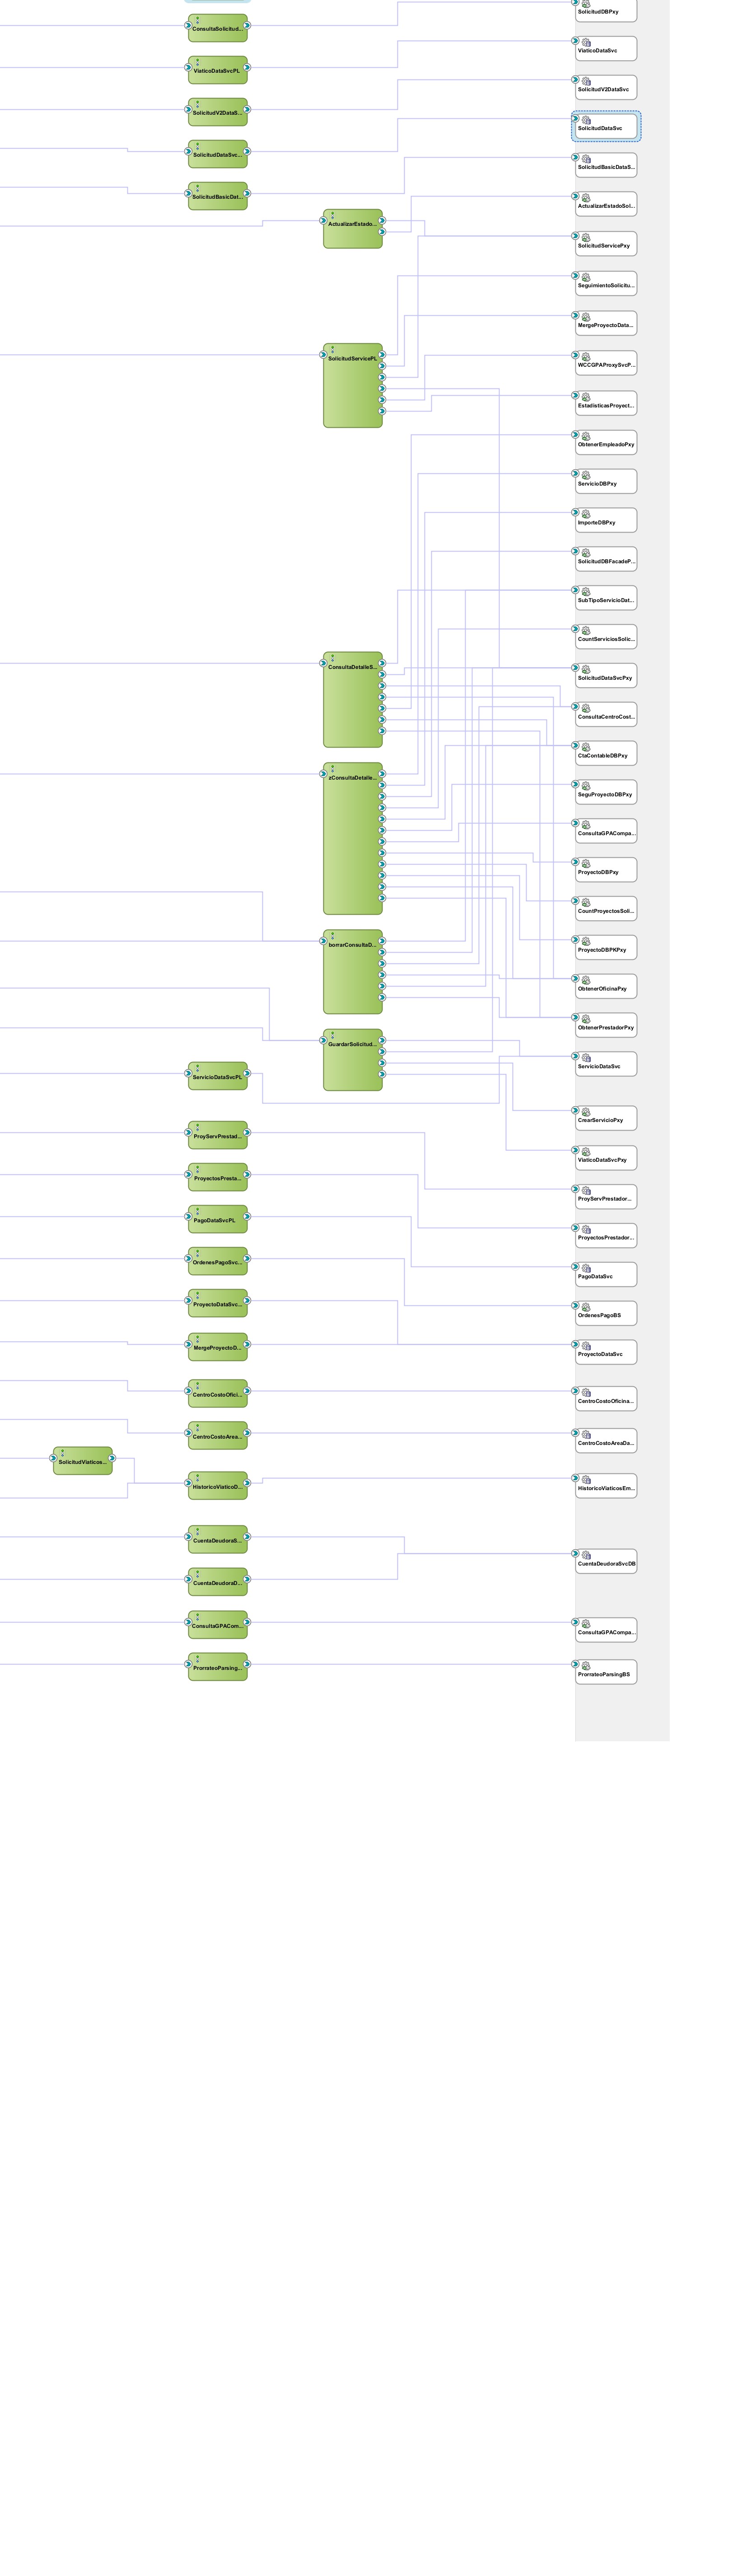 SolicitudDBPxy
ConsultaSolicitud...
ViaticoDataSvc
ViaticoDataSvcPL
SolicitudV2DataSvc
SolicitudV2DataS...
SolicitudDataSvc
SolicitudDataSvc...
SolicitudBasicDataS...
SolicitudBasicDat...
ActualizarEstadoSol...
ActualizarEstado...
SolicitudServicePxy
SeguimientoSolicitu...
MergeProyectoData...
SolicitudServicePL
WCCGPAProxySvcP...
EstadisticasProyect...
ObtenerEmpleadoPxy
ServicioDBPxy
ImporteDBPxy
SolicitudDBFacadeP...
SubTipoServicioDat...
CountServiciosSolic...
ConsultaDetalleS...
SolicitudDataSvcPxy
ConsultaCentroCost...
CtaContableDBPxy
zConsultaDetalle...
SeguProyectoDBPxy
ConsultaGPACompa...
ProyectoDBPxy
CountProyectosSoli...
borrarConsultaD...
ProyectoDBPKPxy
ObtenerOficinaPxy
ObtenerPrestadorPxy
GuardarSolicitud...
ServicioDataSvc
ServicioDataSvcPL
CrearServicioPxy
ProyServPrestad...
ViaticoDataSvcPxy
ProyectosPresta...
ProyServPrestador...
PagoDataSvcPL
ProyectosPrestador...
OrdenesPagoSvc...
PagoDataSvc
ProyectoDataSvc...
OrdenesPagoBS
MergeProyectoD...
ProyectoDataSvc
CentroCostoOfici...
CentroCostoOficina...
CentroCostoArea...
CentroCostoAreaDa...
SolicitudViaticos...
HistoricoViaticoD...
HistoricoViaticosEm...
CuentaDeudoraS...
CuentaDeudoraSvcDB
CuentaDeudoraD...
ConsultaGPACom...
ConsultaGPACompa...
ProrrateoParsing...
ProrrateoParsingBS